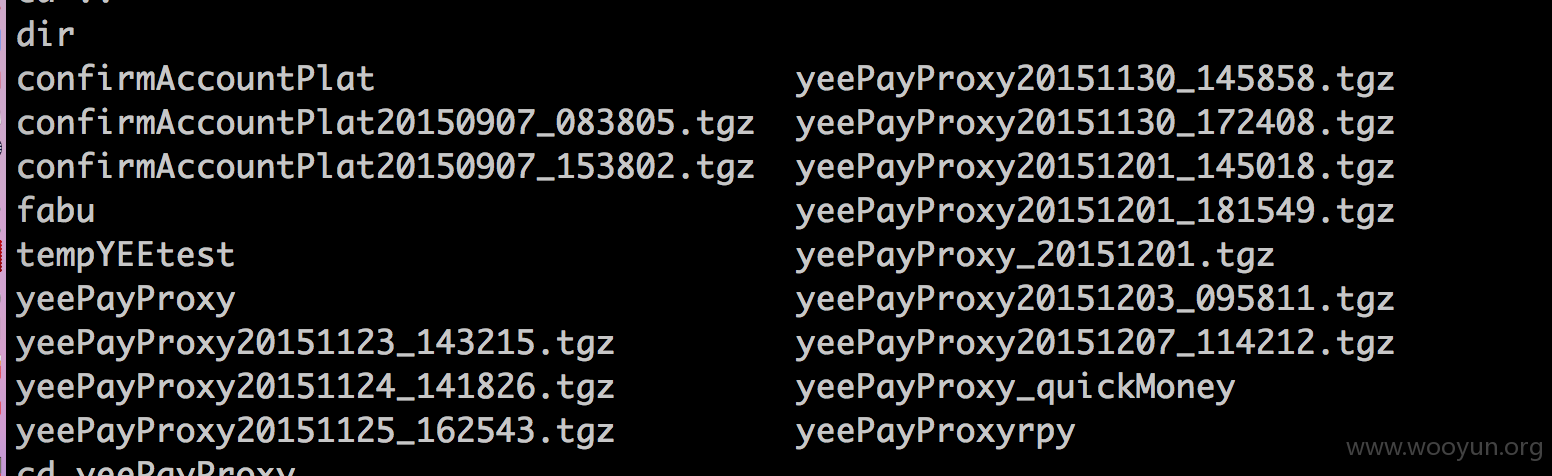 cd ..
dir
confirmAccountPlat yeePayProxy20151130_145858.tgz
confirmAccountPlat20150907_083805.tgz yeePayProxy20151130_172408.tgz
confirmAccountPlat20150907_153802.tgz yeePayProxy20151201_145018.tgz
fabu yeePayProxy20151201_181549.tgz
tempYEEtest yeePayProxy_20151201.tgz
yeePayProxy yeePayProxy20151203_095811.tgz
yeePayProxy20151123_143215.tgz yeePayProxy20151207_114212.tgz
yeePayProxy20151124_141826.tgz yeePayProxy_quickMoney
yeePayProxy20151125_162543.tgz yeePayProxyrpy
cd yeePayProxy
www.wooyun.org